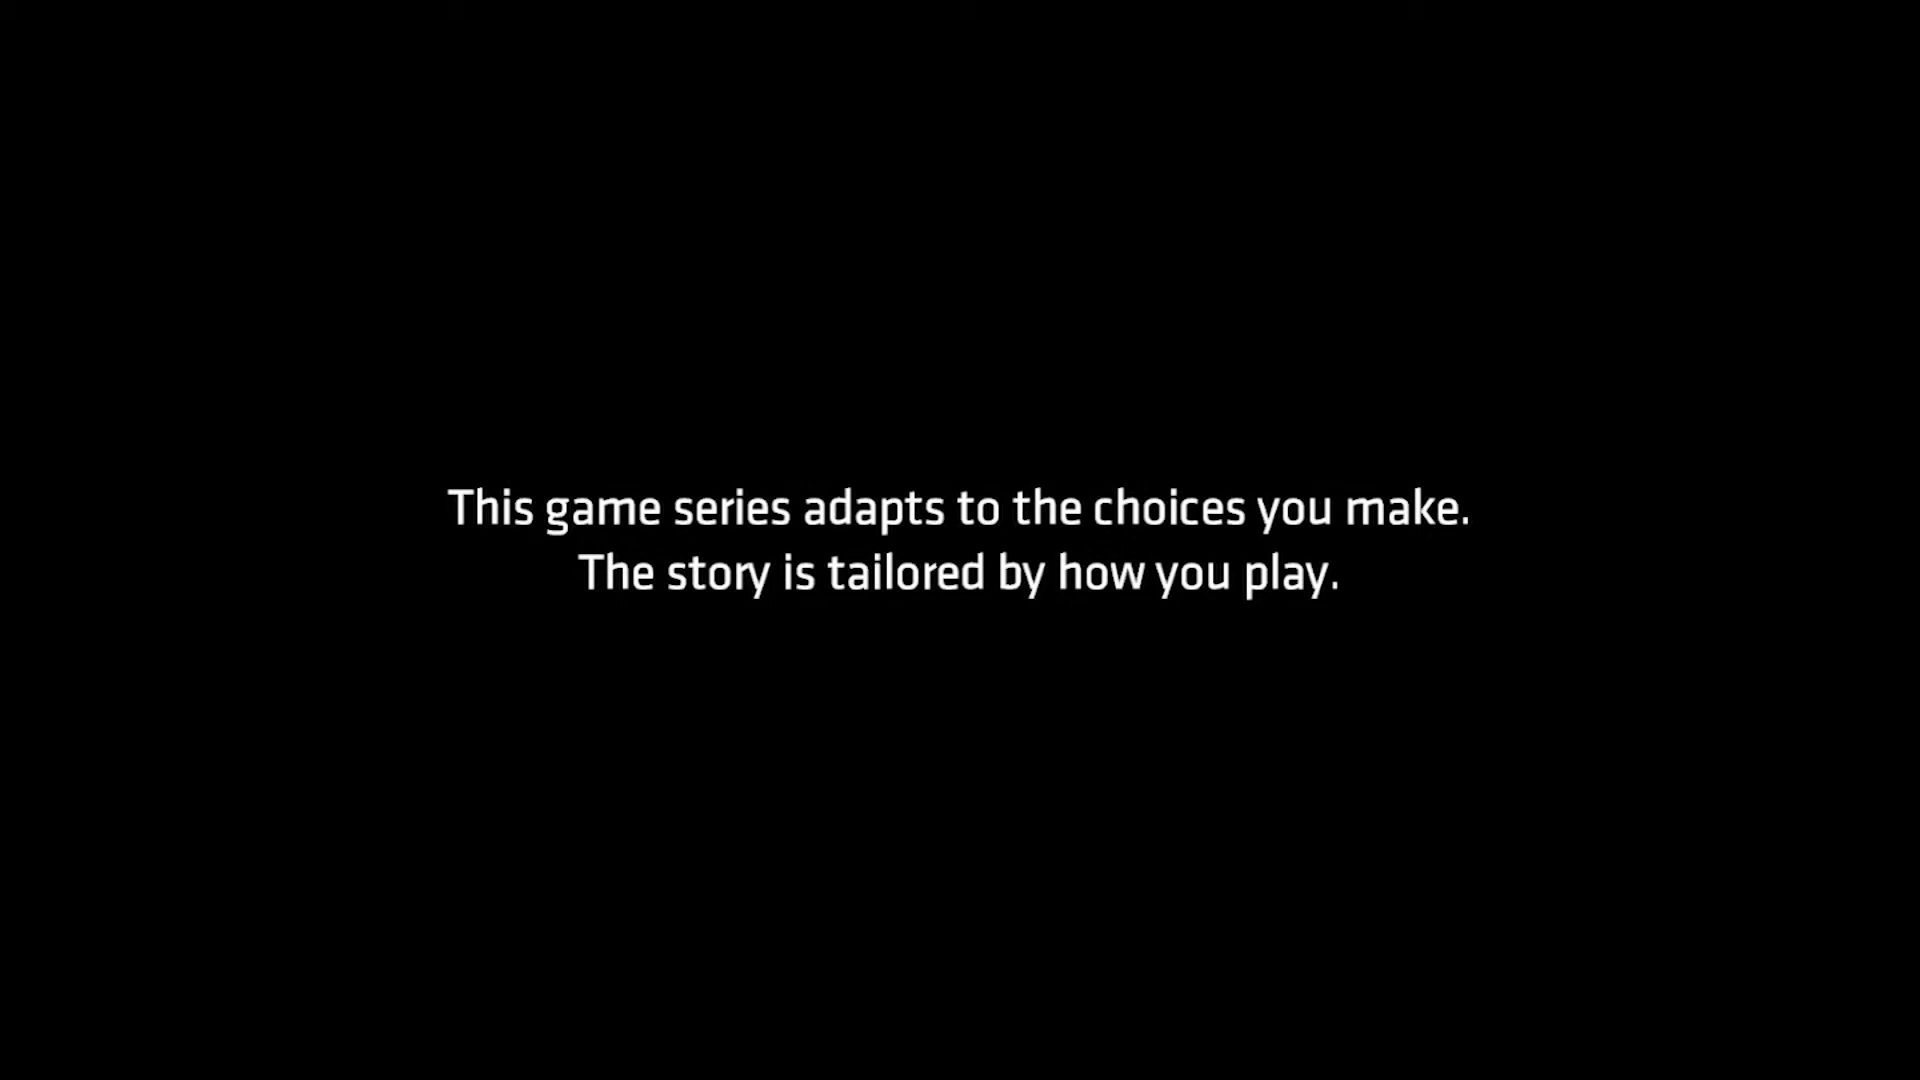 This game series adapts to the choices you make.
The story is tailored by how you play.